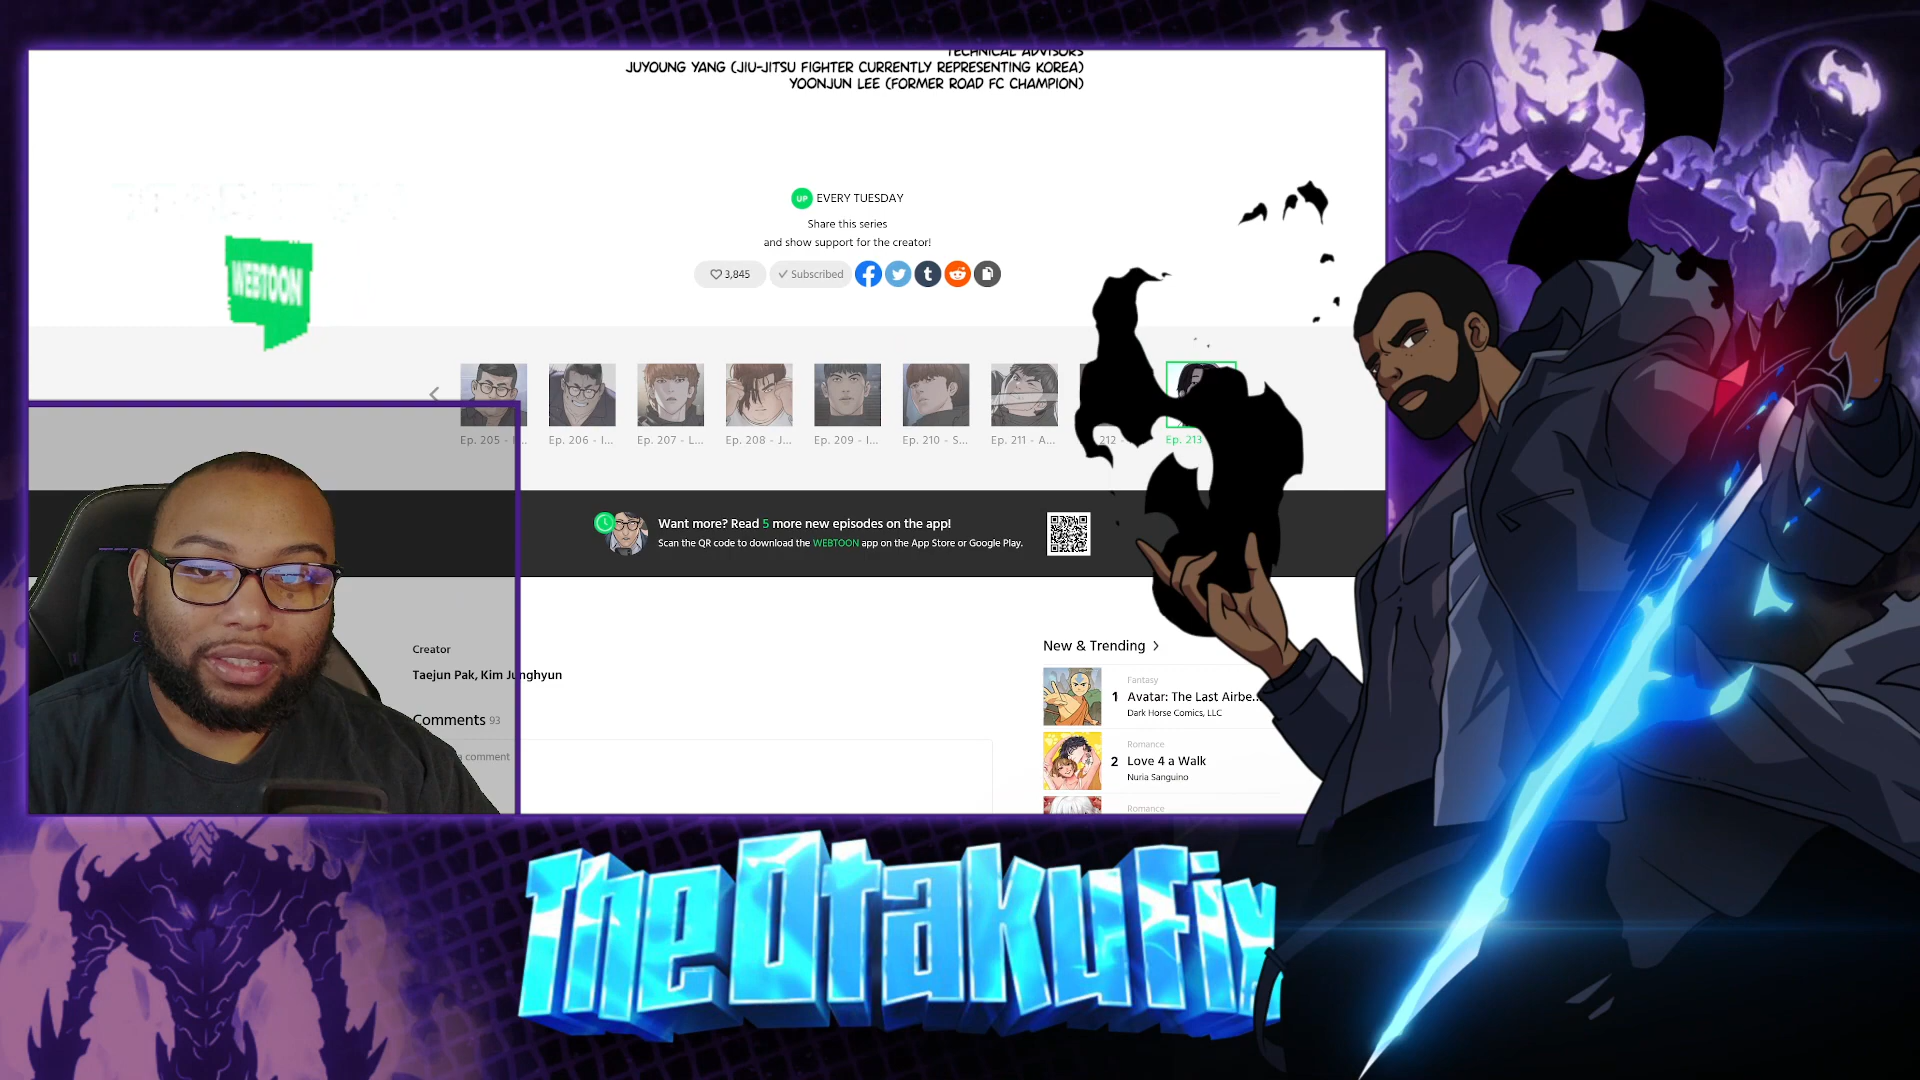 TECHNICAL ADVISORS
JUYOUNG YANG (JIU-JITSU FIGHTER CURRENTLY REPRESENTING KOREA)
YOONJUN LEE (FORMER ROAD FC CHAMPION)
UP EVERY TUESDAY
Share this series
and show support for the creator!
3,845
Subscribed
WEBTOON
Ep. 205 - I...
Ep. 206 - I...
Ep. 207 - L...
Ep. 208 - J...
Ep. 209 - I...
Ep. 210 - S...
Ep. 211 - A...
212 -
Ep. 213
Want more? Read 5 more new episodes on the app!
Scan the QR code to download the WEBTOON app on the App Store or Google Play.
Creator
Taejun Pak, Kim Junghyun
Comments 93
comment
New & Trending
Fantasy
1 Avatar: The Last Airbe...
Dark Horse Comics, LLC
Romance
2 Love 4 a Walk
Nuria Sanguino
Romance
TheOtakuFix